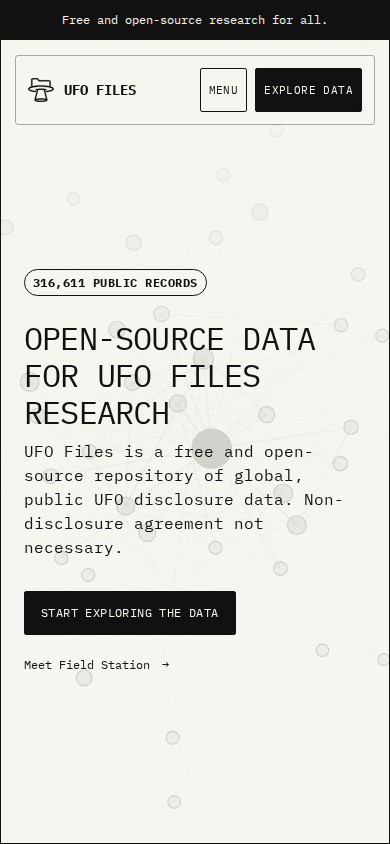 Free and open-source research for all.
UFO FILES
MENU
EXPLORE DATA
316,611 PUBLIC RECORDS
OPEN-SOURCE DATA
FOR UFO FILES
RESEARCH
UFO Files is a free and open-
source repository of global,
public UFO disclosure data. Non-
disclosure agreement not
necessary.
START EXPLORING THE DATA
Meet Field Station →